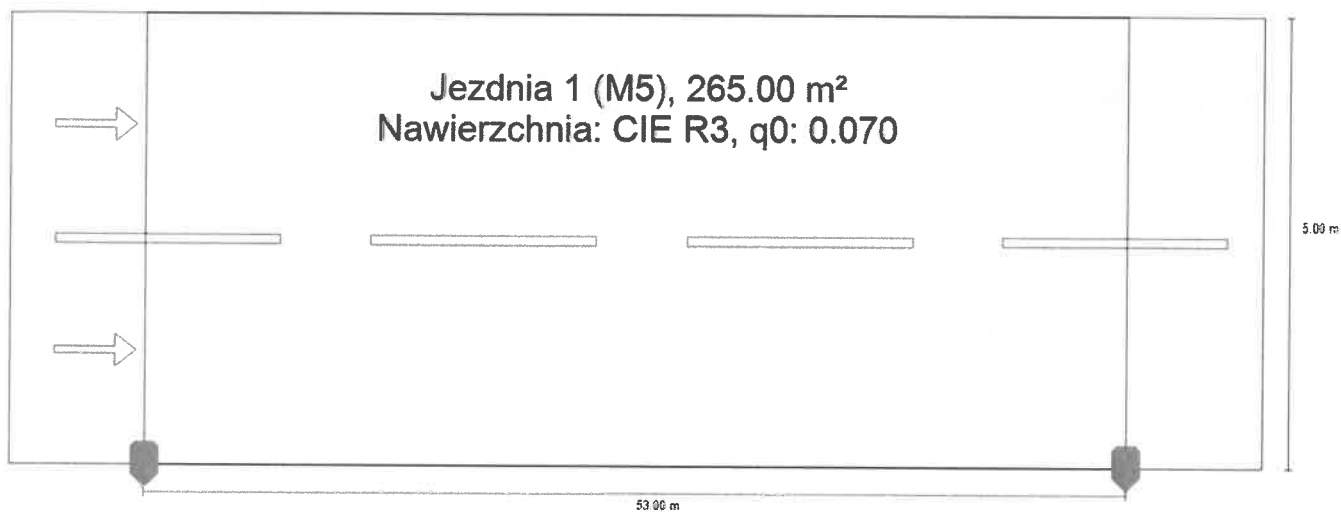 Jezdnia 1 (M5), 265.00 m²
Nawierzchnia: CIE R3, q0: 0.070
5.00 m
53.00 m